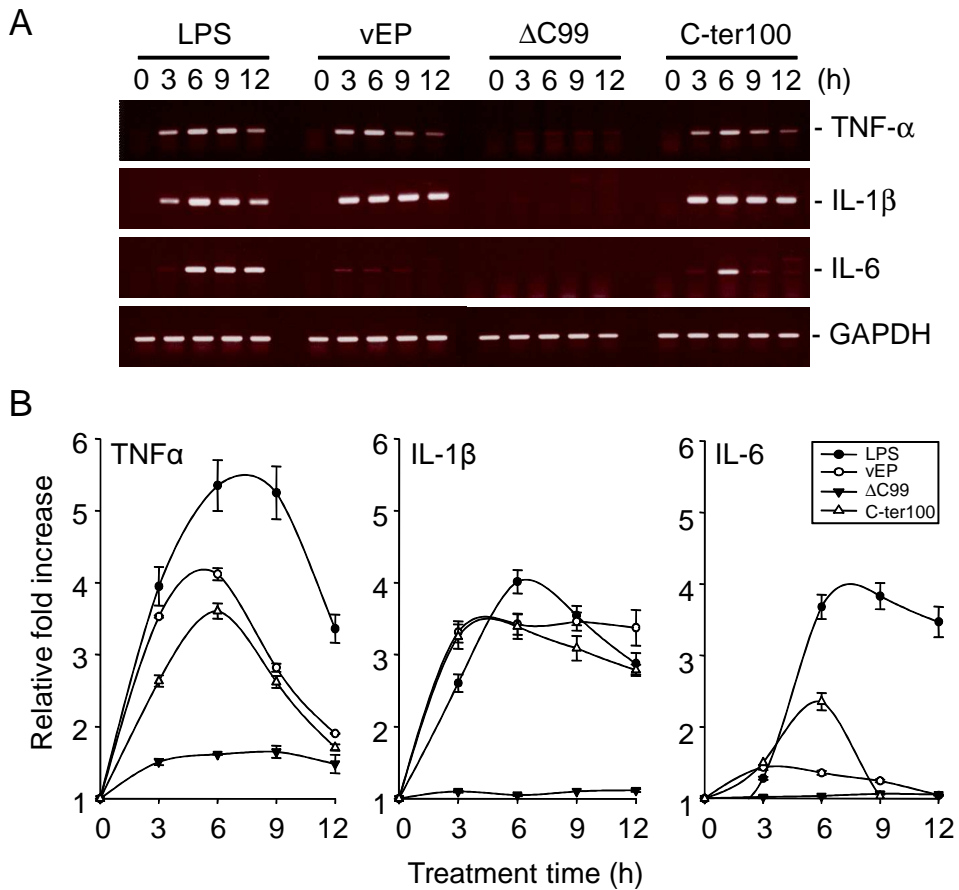 A
LPS vEP ΔC99 C-ter100
0 3 6 9 12 0 3 6 9 12 0 3 6 9 12 0 3 6 9 12 (h)
- TNF-α
- IL-1β
- IL-6
- GAPDH
B
Relative fold increase
TNFα
6
5
4
3
2
1
0 3 6 9 12
IL-1β
6
5
4
3
2
1
0 3 6 9 12
IL-6
6
5
4
3
2
1
0 3 6 9 12
LPS
vEP
ΔC99
C-ter100
Treatment time (h)